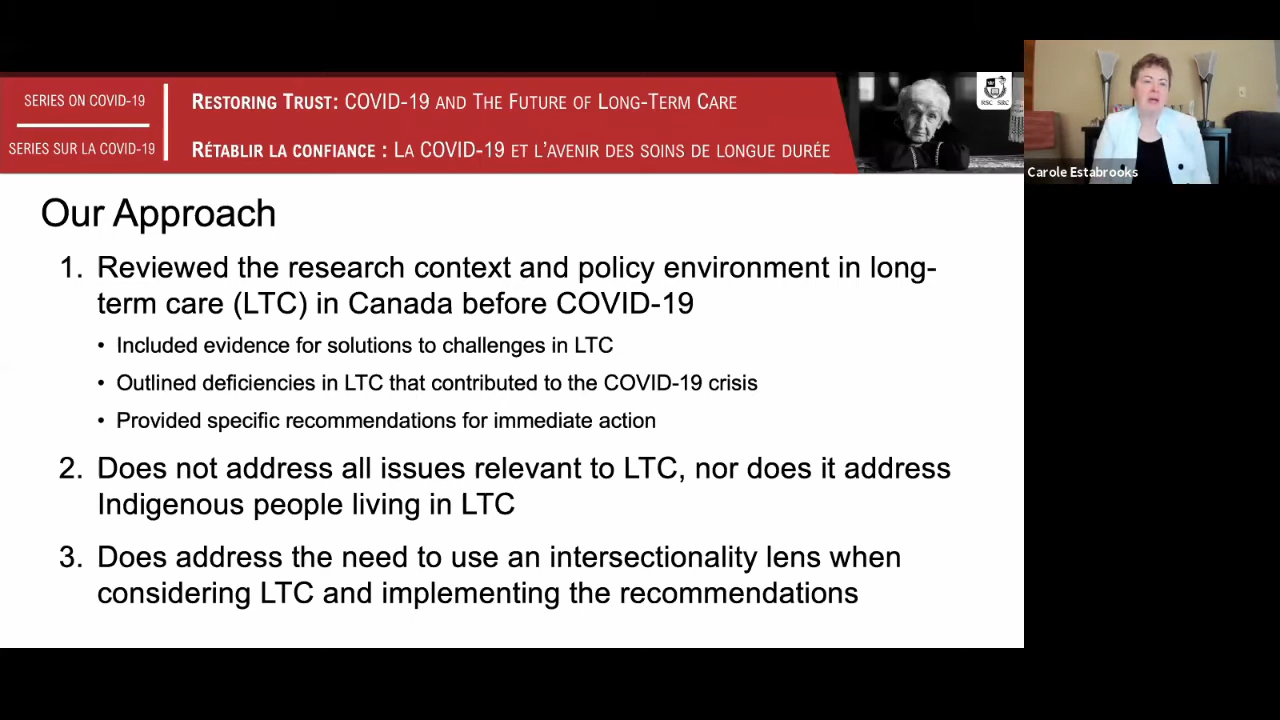 SERIES ON COVID-19
SERIES SUR LA COVID-19
RESTORING TRUST: COVID-19 AND THE FUTURE OF LONG-TERM CARE
RÉTABLIR LA CONFIANCE : LA COVID-19 ET L'AVENIR DES SOINS DE LONGUE DURÉE
RSC SRC
Carole Estabrooks
Our Approach
1. Reviewed the research context and policy environment in long-
term care (LTC) in Canada before COVID-19
• Included evidence for solutions to challenges in LTC
• Outlined deficiencies in LTC that contributed to the COVID-19 crisis
• Provided specific recommendations for immediate action
2. Does not address all issues relevant to LTC, nor does it address
Indigenous people living in LTC
3. Does address the need to use an intersectionality lens when
considering LTC and implementing the recommendations